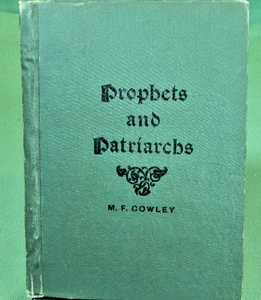 Prophets
and
Patriarchs
M. F. COWLEY